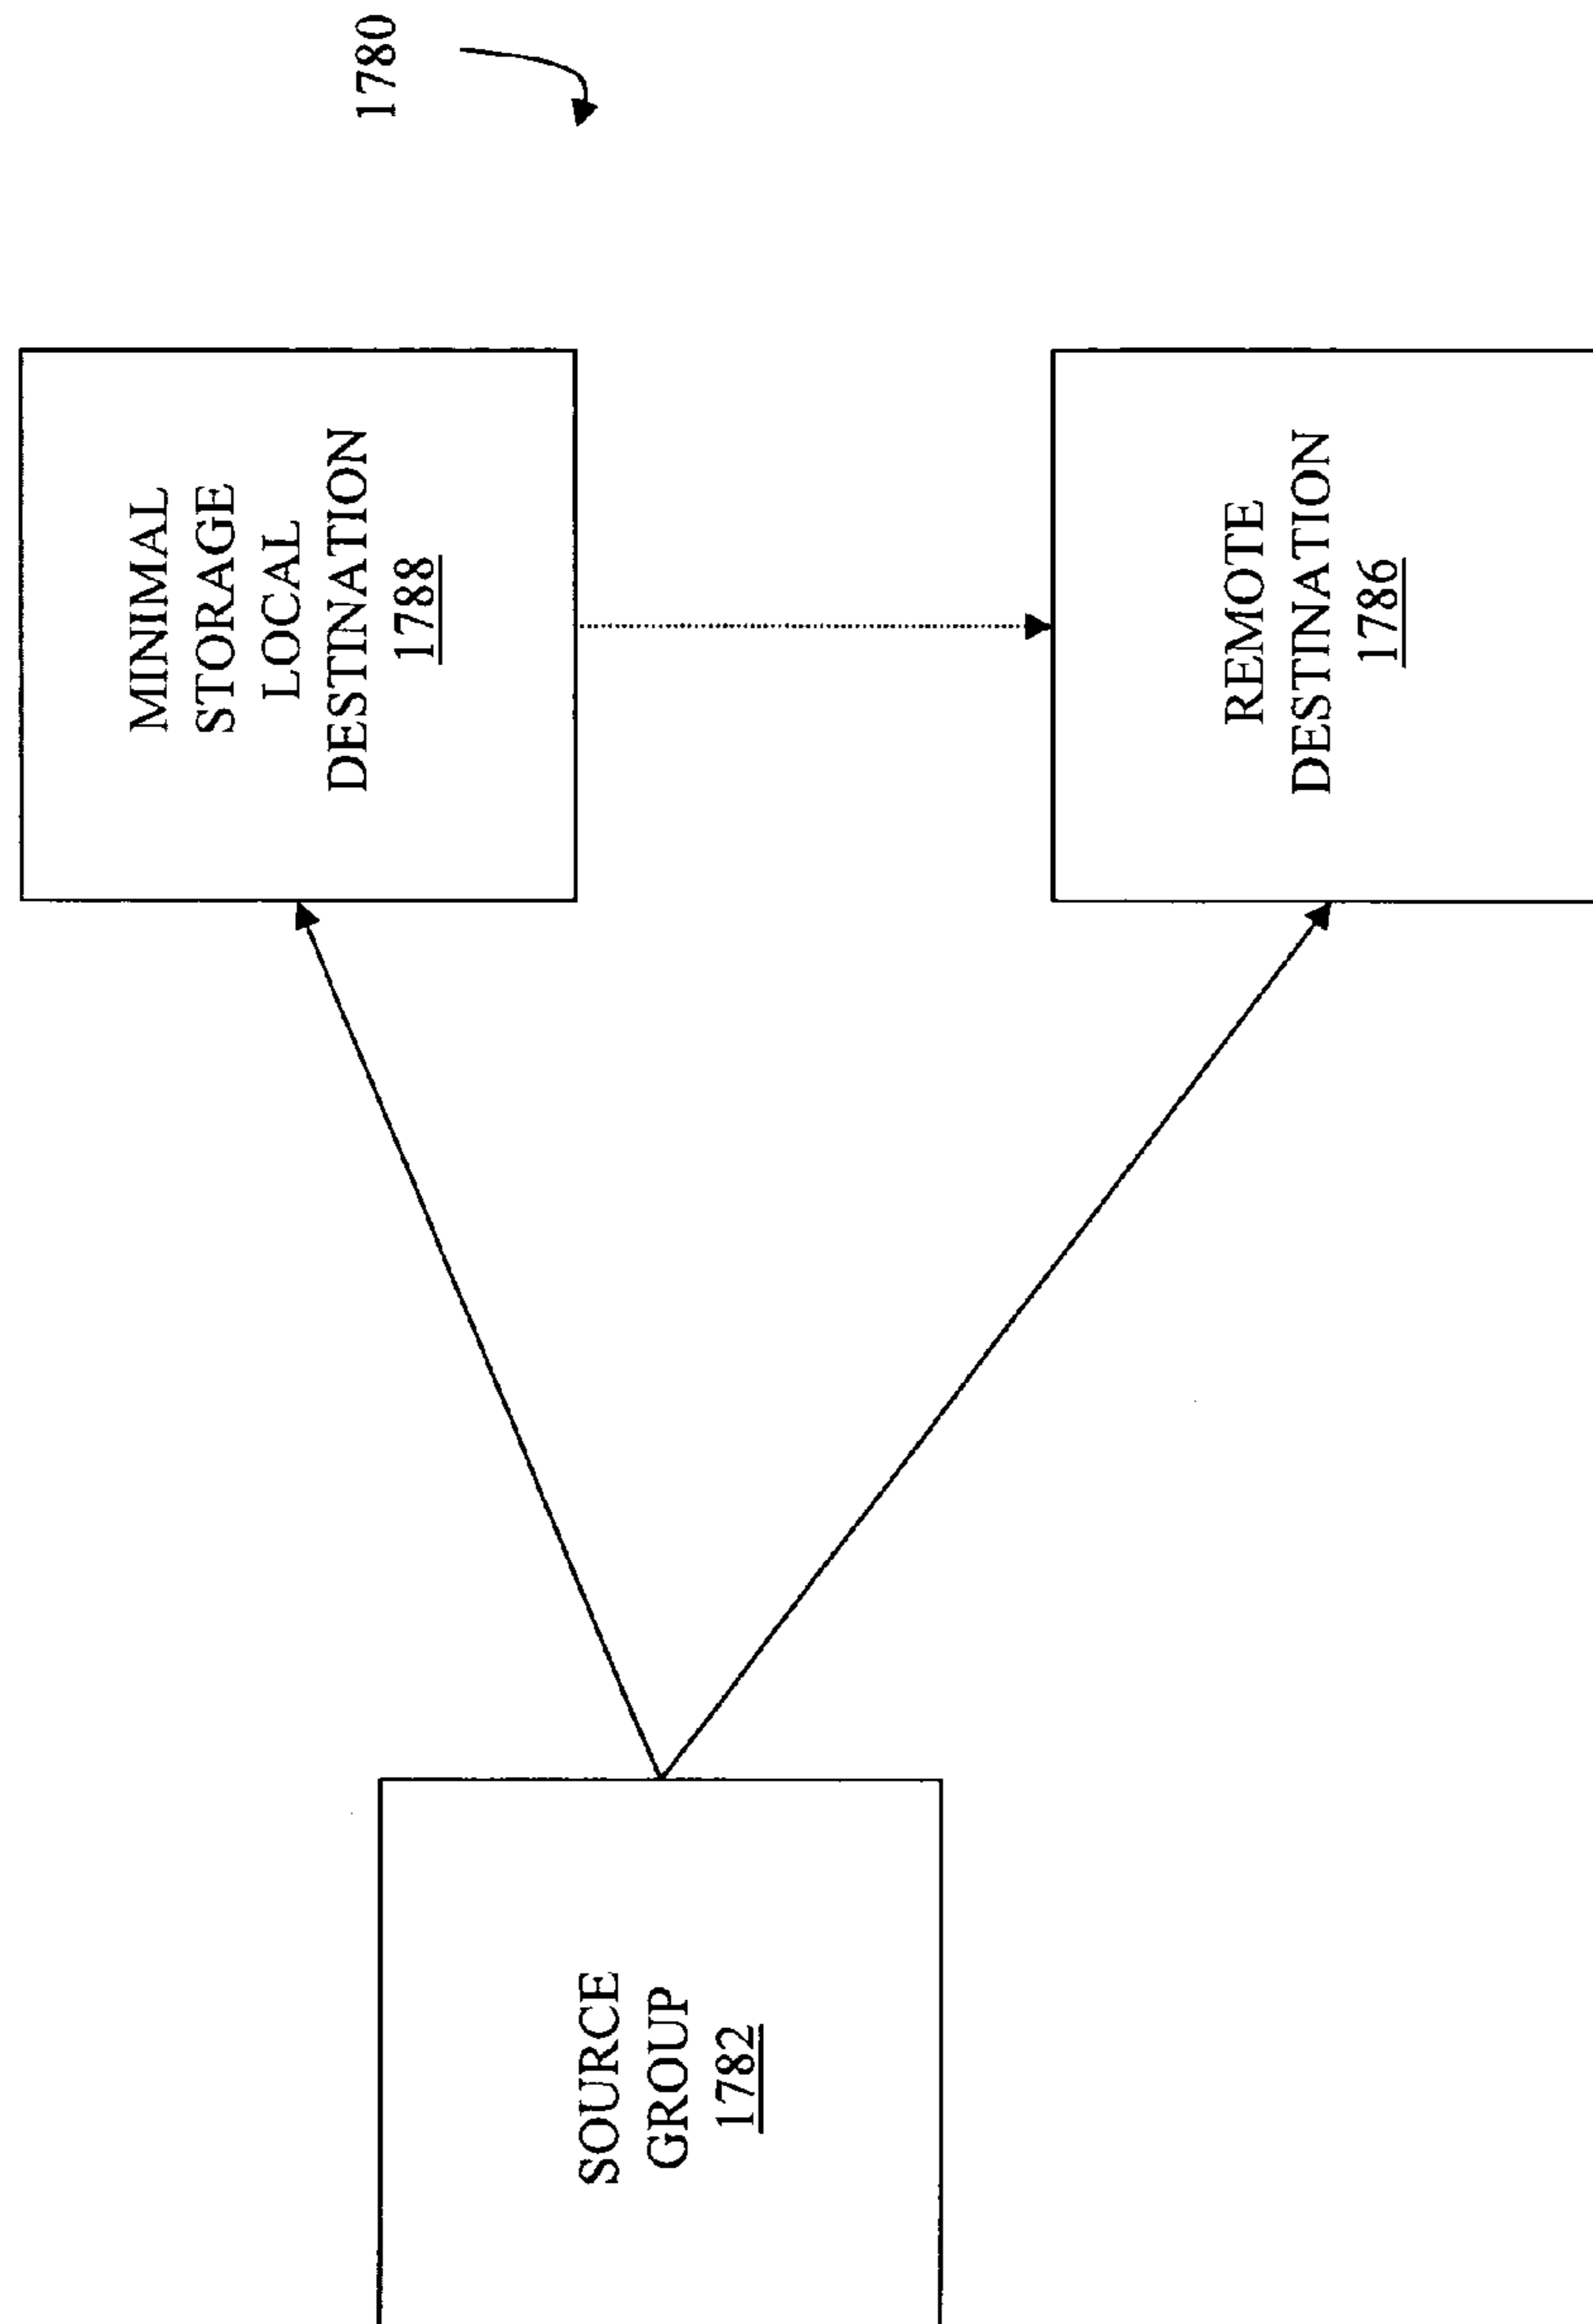 1780
MINIMAL
STORAGE
LOCAL
DESTINATION
1788
SOURCE
GROUP
1782
REMOTE
DESTINATION
1786